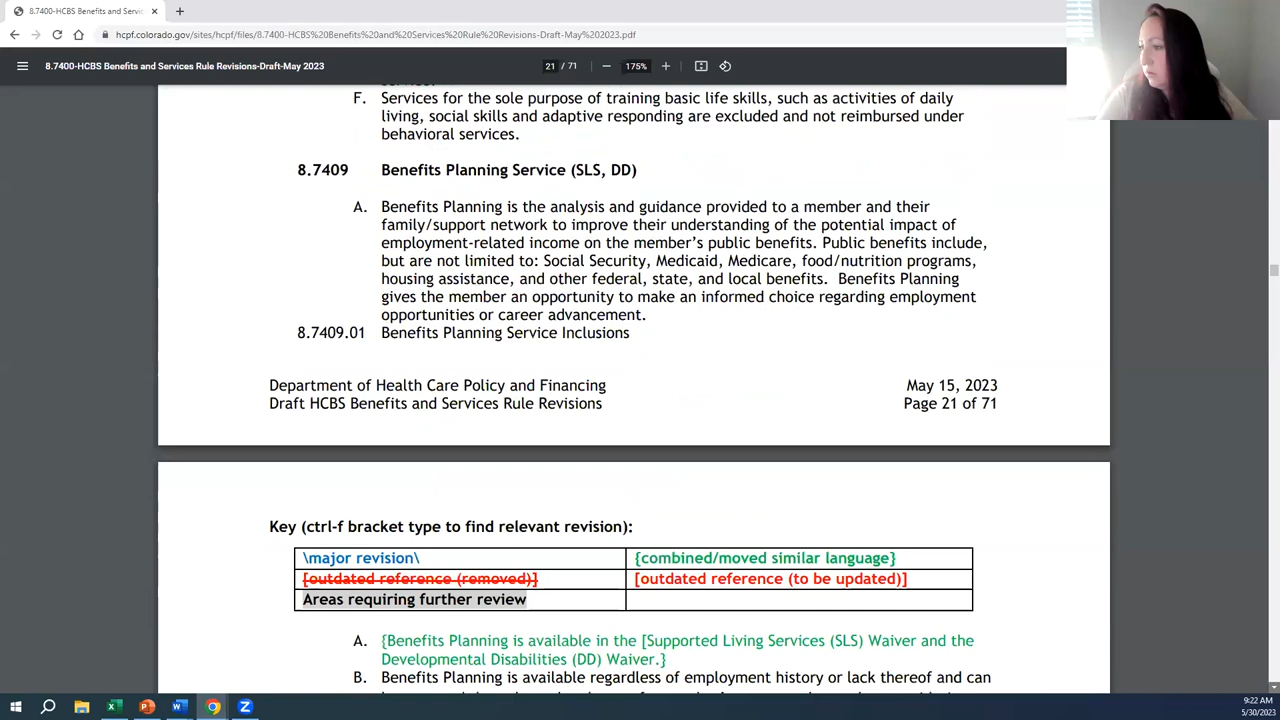 8.7400-HCBS Benefits and Servic
hcpf.colorado.gov/sites/hcpf/files/8.7400-HCBS%20Benefits%20and%20Services%20Rule%20Revisions-Draft-May%202023.pdf
8.7400-HCBS Benefits and Services Rule Revisions-Draft-May 2023
21 / 71
175%
F. Services for the sole purpose of training basic life skills, such as activities of daily
living, social skills and adaptive responding are excluded and not reimbursed under
behavioral services.
8.7409 Benefits Planning Service (SLS, DD)
A. Benefits Planning is the analysis and guidance provided to a member and their
family/support network to improve their understanding of the potential impact of
employment-related income on the member's public benefits. Public benefits include,
but are not limited to: Social Security, Medicaid, Medicare, food/nutrition programs,
housing assistance, and other federal, state, and local benefits. Benefits Planning
gives the member an opportunity to make an informed choice regarding employment
opportunities or career advancement.
8.7409.01 Benefits Planning Service Inclusions
Department of Health Care Policy and Financing May 15, 2023
Draft HCBS Benefits and Services Rule Revisions Page 21 of 71
Key (ctrl-f bracket type to find relevant revision):
\major revision\ {combined/moved similar language}
[outdated reference (removed)] [outdated reference (to be updated)]
Areas requiring further review
A. {Benefits Planning is available in the [Supported Living Services (SLS) Waiver and the
Developmental Disabilities (DD) Waiver.}
B. Benefits Planning is available regardless of employment history or lack thereof and can
9:22 AM
5/30/2023